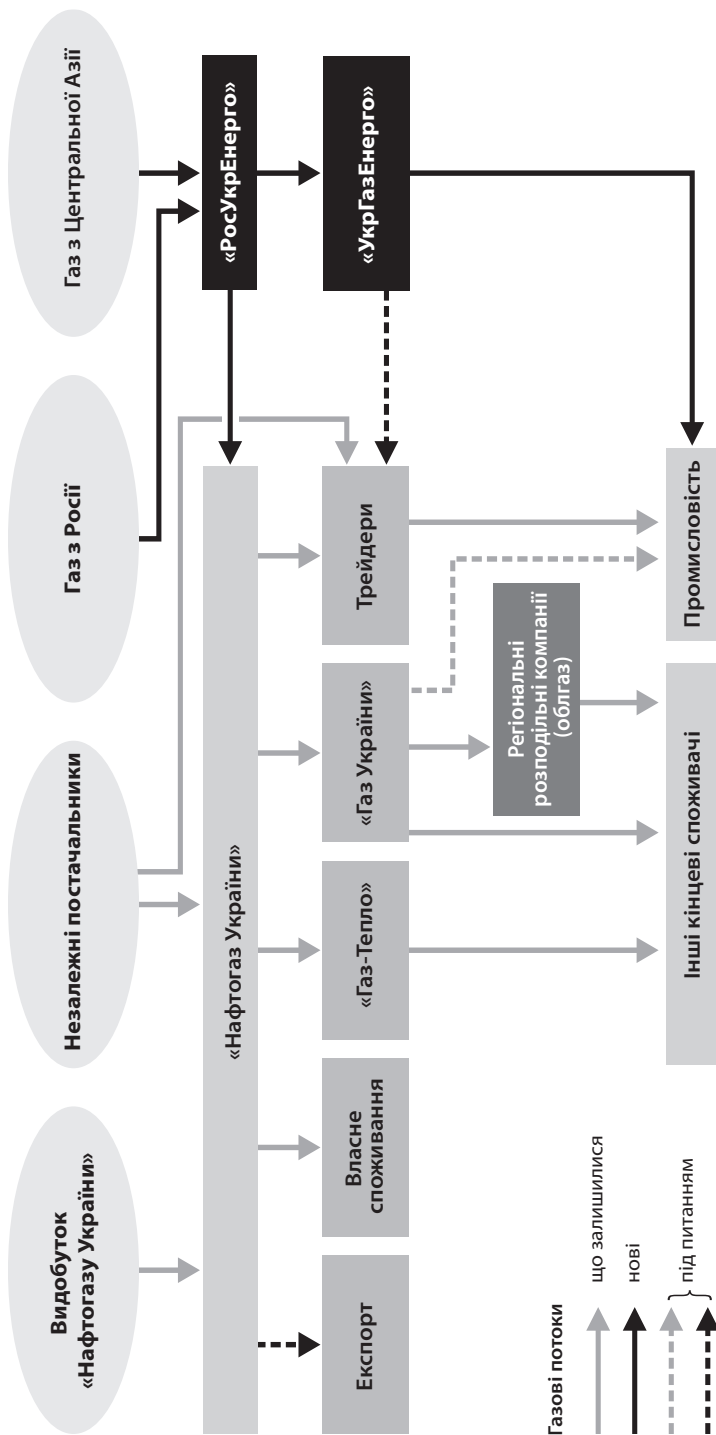 Видобуток
«Нафтогазу України»
Незалежні постачальники
Газ з Росії
Газ з Центральної Азії
«Нафтогаз України»
«РосУкрЕнерго»
Експорт
Власне
споживання
«Газ-Тепло»
«Газ України»
Трейдери
«УкрГазЕнерго»
Регіональні
розподільні компанії
(облгаз)
Інші кінцеві споживачі
Промисловість
Газові потоки
що залишилися
нові
під питанням